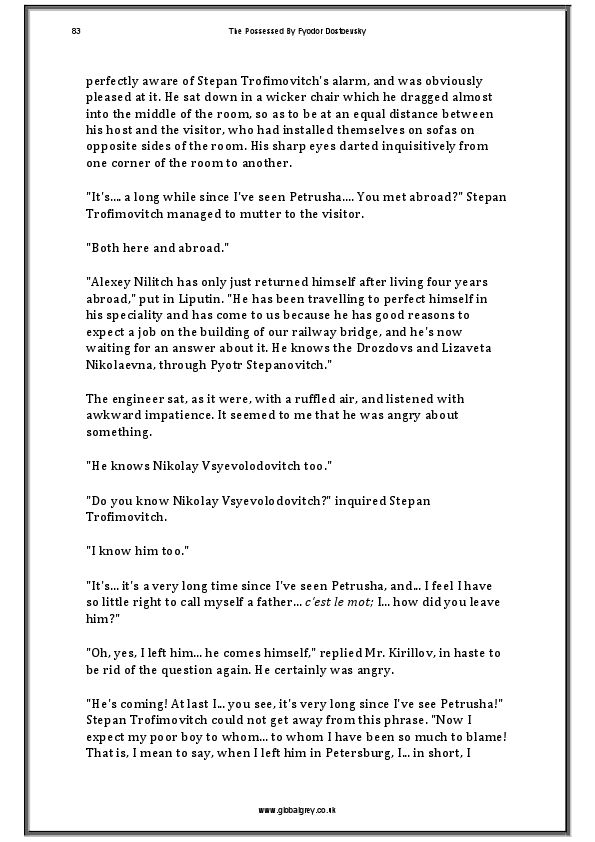 83
The Possessed By Fyodor Dostoevsky
perfectly aware of Stepan Trofimovitch's alarm, and was obviously
pleased at it. He sat down in a wicker chair which he dragged almost
into the middle of the room, so as to be at an equal distance between
his host and the visitor, who had installed themselves on sofas on
opposite sides of the room. His sharp eyes darted inquisitively from
one corner of the room to another.
"It's.... a long while since I've seen Petrusha.... You met abroad?" Stepan
Trofimovitch managed to mutter to the visitor.
"Both here and abroad."
"Alexey Nilitch has only just returned himself after living four years
abroad," put in Liputin. "He has been travelling to perfect himself in
his speciality and has come to us because he has good reasons to
expect a job on the building of our railway bridge, and he's now
waiting for an answer about it. He knows the Drozdovs and Lizaveta
Nikolaevna, through Pyotr Stepanovitch."
The engineer sat, as it were, with a ruffled air, and listened with
awkward impatience. It seemed to me that he was angry about
something.
"He knows Nikolay Vsyevolodovitch too."
"Do you know Nikolay Vsyevolodovitch?" inquired Stepan
Trofimovitch.
"I know him too."
"It's... it's a very long time since I've seen Petrusha, and... I feel I have
so little right to call myself a father... c'est le mot; I... how did you leave
him?"
"Oh, yes, I left him... he comes himself," replied Mr. Kirillov, in haste to
be rid of the question again. He certainly was angry.
"He's coming! At last I... you see, it's very long since I've see Petrusha!"
Stepan Trofimovitch could not get away from this phrase. "Now I
expect my poor boy to whom... to whom I have been so much to blame!
That is, I mean to say, when I left him in Petersburg, I... in short, I
www.globalgrey.co.uk